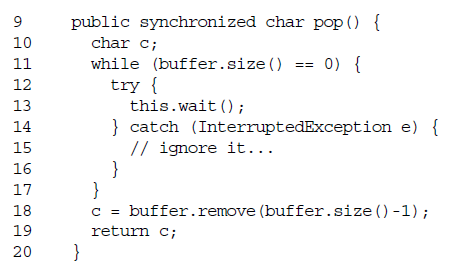 9 public synchronized char pop() {
10 char c;
11 while (buffer.size() == 0) {
12 try {
13 this.wait();
14 } catch (InterruptedException e) {
15 // ignore it...
16 }
17 }
18 c = buffer.remove(buffer.size()-1);
19 return c;
20 }